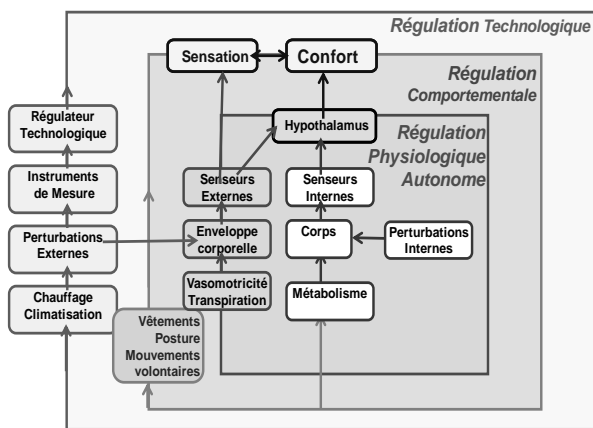 Régulation Technologique
Sensation
Confort
Régulation
Comportementale
Régulateur
Technologique
Hypothalamus
Régulation
Physiologique
Autonome
Instruments
de Mesure
Senseurs
Externes
Senseurs
Internes
Perturbations
Externes
Enveloppe
corporelle
Corps
Perturbations
Internes
Chauffage
Climatisation
Vasomotricité
Transpiration
Métabolisme
Vêtements
Posture
Mouvements
volontaires